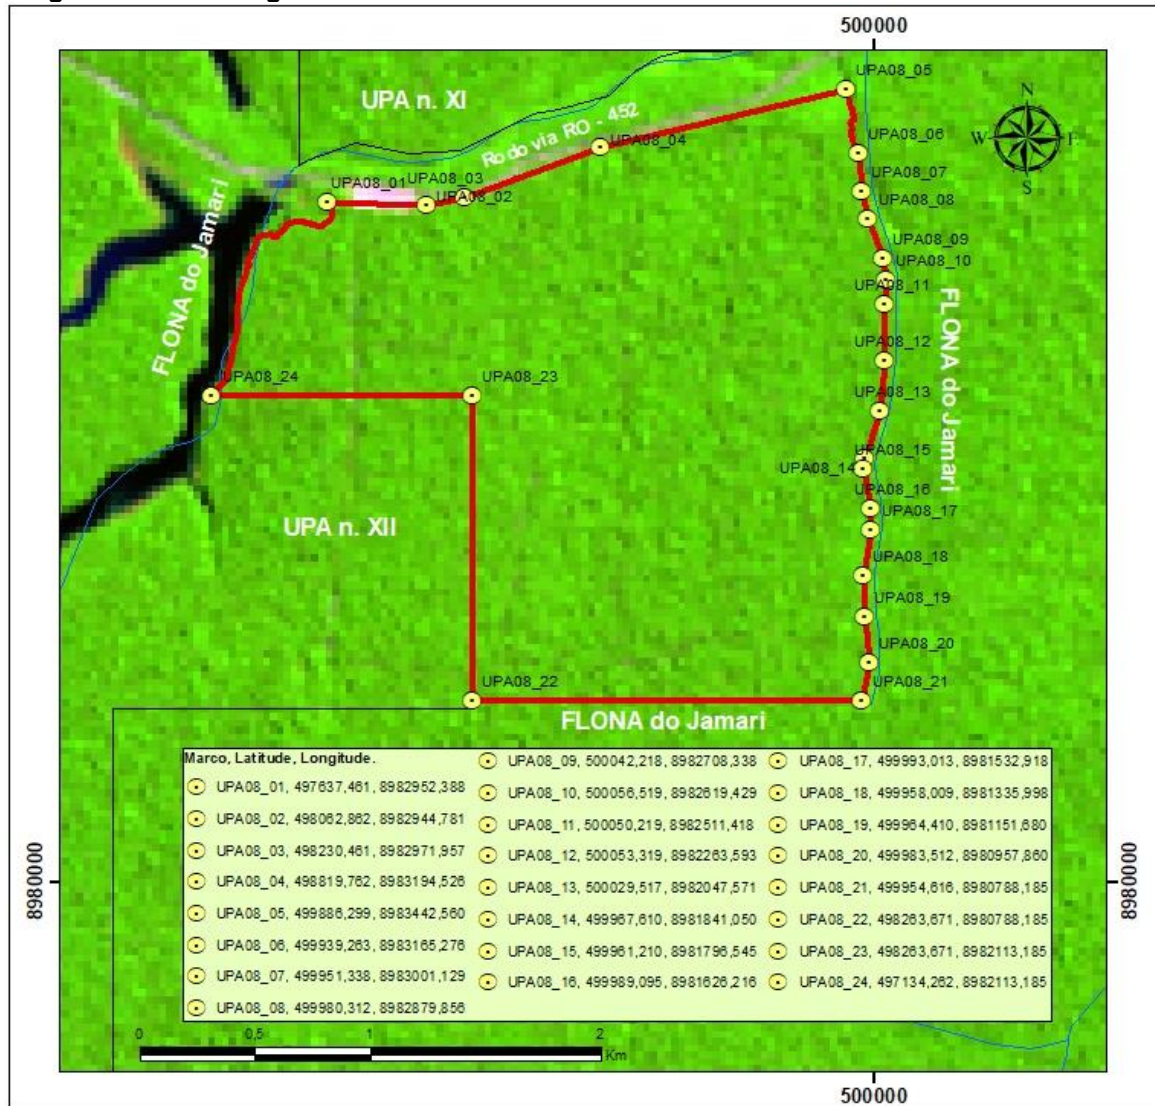 500000
UPA08_05
N
UPA n. XI
Rodo via RO - 452
UPA08_06
W
E
UPA08_04
S
UPA08_07
UPA08_03
UPA08_01
UPA08_02
UPA08_08
FLONA do Jamari
UPA08_09
UPA08_10
UPA08_11
FLONA do Jamari
UPA08_12
UPA08_24
UPA08_23
UPA08_13
UPA08_15
UPA08_14
UPA08_16
UPA08_17
UPA n. XII
UPA08_18
UPA08_19
UPA08_20
UPA08_22
UPA08_21
FLONA do Jamari
Marco, Latitude, Longitude.
UPA08_01, 497637,461, 8982952,388
UPA08_02, 498062,862, 8982944,781
UPA08_03, 498230,461, 8982971,957
UPA08_04, 498819,762, 8983194,526
UPA08_05, 499886,299, 8983442,560
UPA08_06, 499939,263, 8983165,276
UPA08_07, 499951,338, 8983001,129
UPA08_08, 499980,312, 8982879,856
UPA08_09, 500042,218, 8982708,338
UPA08_10, 500056,519, 8982619,429
UPA08_11, 500050,219, 8982511,418
UPA08_12, 500053,319, 8982263,593
UPA08_13, 500029,517, 8982047,571
UPA08_14, 499967,610, 8981841,050
UPA08_15, 499961,210, 8981796,545
UPA08_16, 499989,095, 8981626,216
UPA08_17, 499993,013, 8981532,918
UPA08_18, 499958,009, 8981335,998
UPA08_19, 499964,410, 8981151,680
UPA08_20, 499983,512, 8980957,860
UPA08_21, 499954,616, 8980788,185
UPA08_22, 498263,671, 8980788,185
UPA08_23, 498263,671, 8982113,185
UPA08_24, 497134,262, 8982113,185
8980000
8980000
0 0,5 1 2
Km
500000